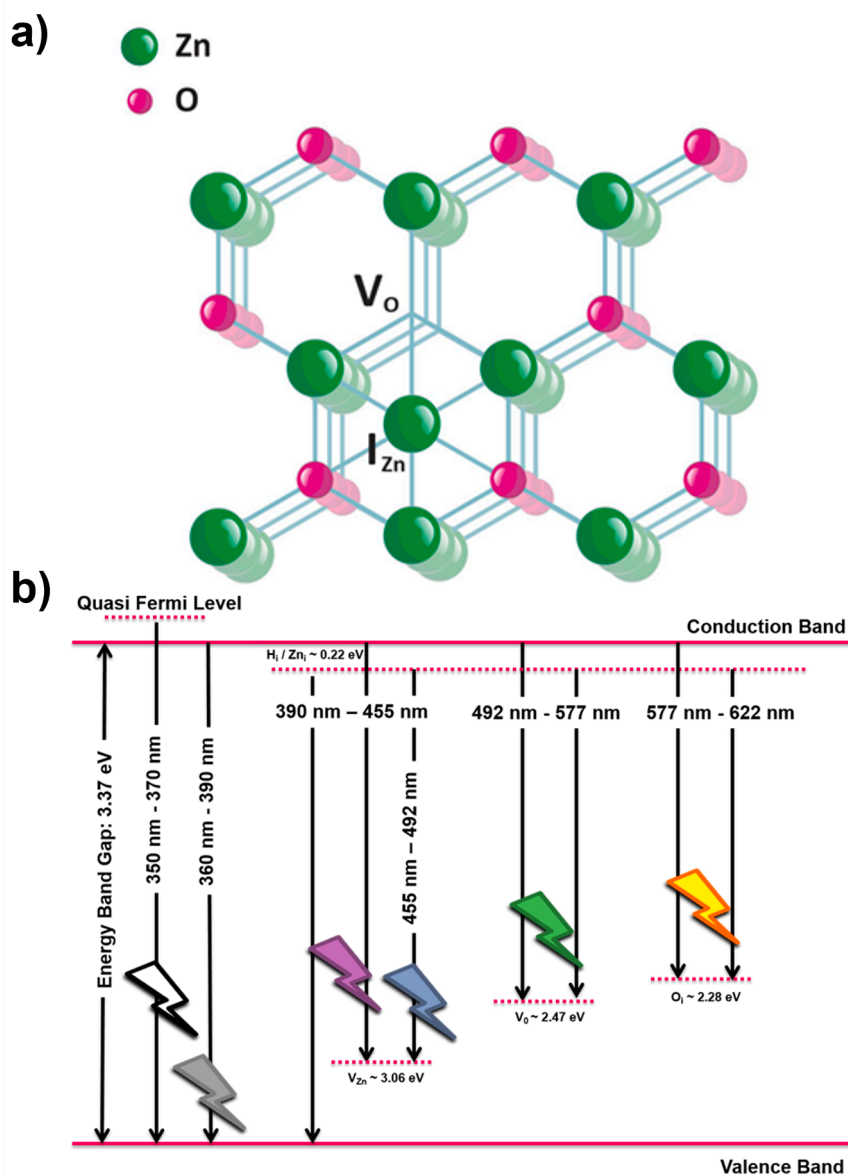 a)
Zn
O
Vo
IZn
b)
Quasi Fermi Level
Conduction Band
Hi / Zni ~ 0.22 eV
390 nm – 455 nm
492 nm - 577 nm
577 nm - 622 nm
Energy Band Gap: 3.37 eV
350 nm - 370 nm
360 nm - 390 nm
455 nm – 492 nm
VZn ~ 3.06 eV
V0 ~ 2.47 eV
Oi ~ 2.28 eV
Valence Band